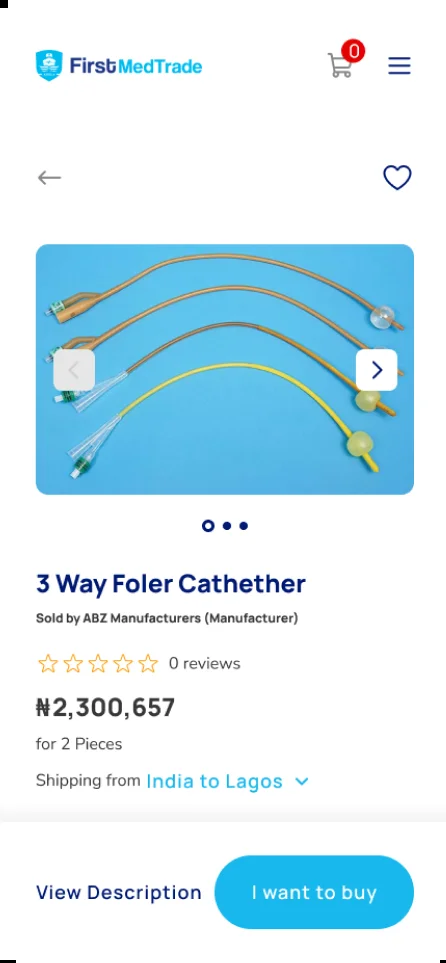 FirstMedTrade
0
3 Way Foler Cathether
Sold by ABZ Manufacturers (Manufacturer)
0 reviews
₦2,300,657
for 2 Pieces
Shipping from India to Lagos
View Description
I want to buy